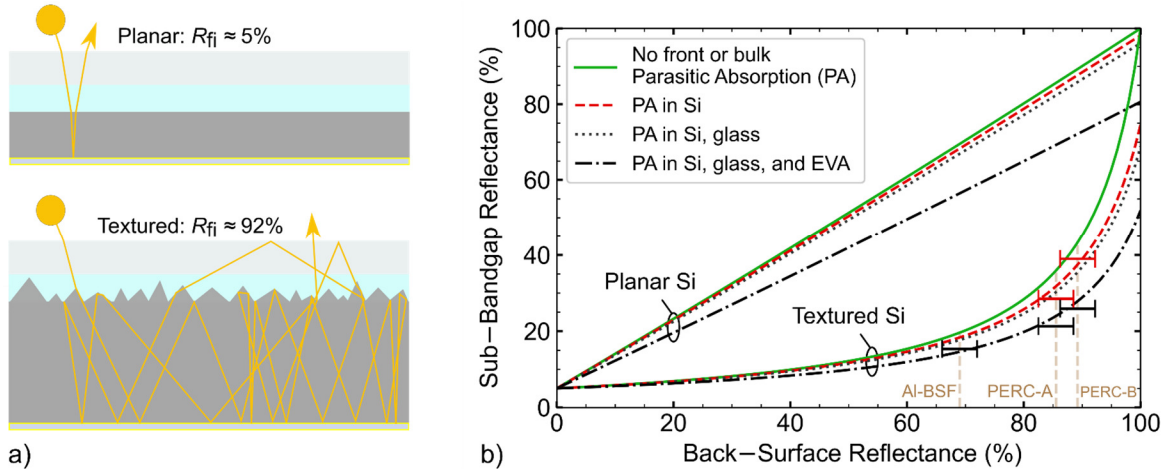 Planar: Rfi ≈ 5%
Textured: Rfi ≈ 92%
a)
b)
Sub−Bandgap Reflectance (%)
100
80
60
40
20
0
No front or bulk
Parasitic Absorption (PA)
PA in Si
PA in Si, glass
PA in Si, glass, and EVA
Planar Si
Textured Si
Al-BSF
PERC-A
PERC-B
0
20
40
60
80
100
Back−Surface Reflectance (%)